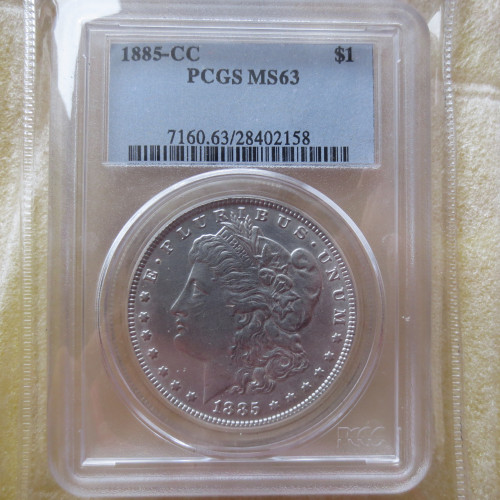 1885-CC $1
PCGS MS63
7160.63/28402158
E·PLURIBUS·UNUM
1885
PCGS